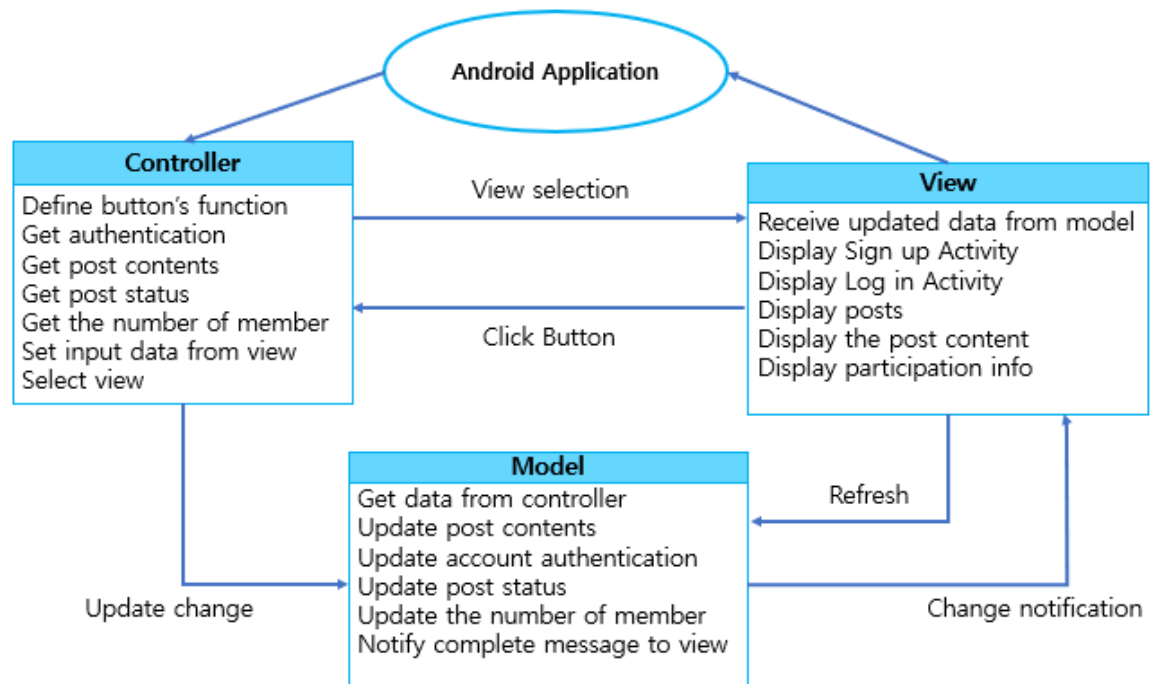 Android Application
Controller
Define button's function
Get authentication
Get post contents
Get post status
Get the number of member
Set input data from view
Select view
View selection
Click Button
View
Receive updated data from model
Display Sign up Activity
Display Log in Activity
Display posts
Display the post content
Display participation info
Model
Get data from controller
Update post contents
Update account authentication
Update post status
Update the number of member
Notify complete message to view
Refresh
Update change
Change notification